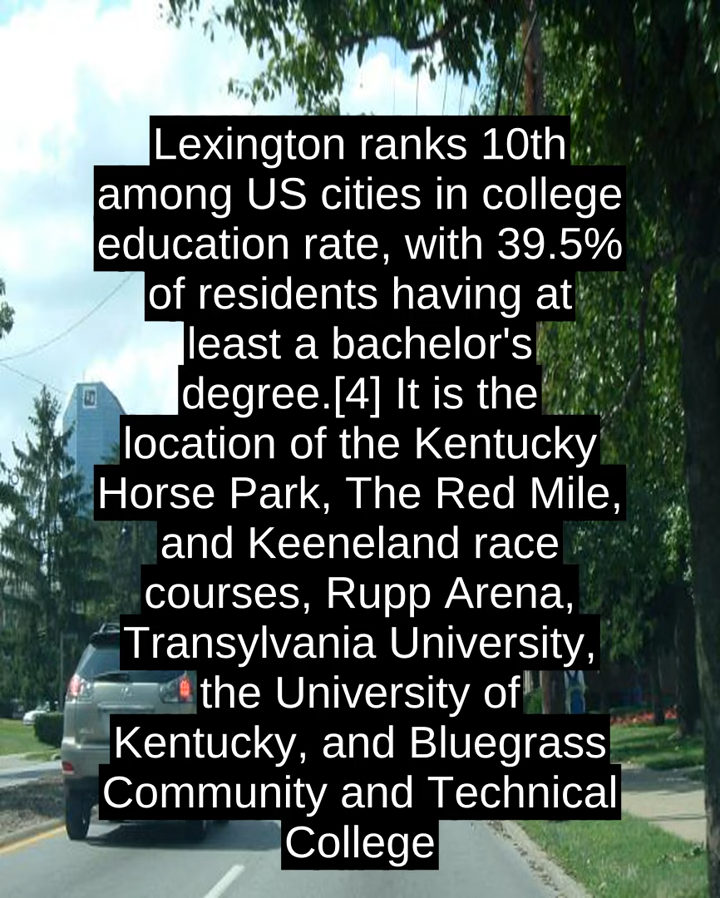 Lexington ranks 10th
among US cities in college
education rate, with 39.5%
of residents having at
least a bachelor's
degree.[4] It is the
location of the Kentucky
Horse Park, The Red Mile,
and Keeneland race
courses, Rupp Arena,
Transylvania University,
the University of
Kentucky, and Bluegrass
Community and Technical
College